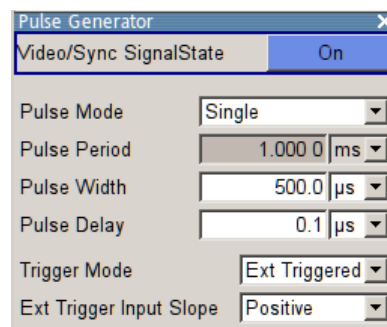 Pulse Generator x
Video/Sync SignalState On
Pulse Mode Single
Pulse Period 1.000 0 ms
Pulse Width 500.0 µs
Pulse Delay 0.1 µs
Trigger Mode Ext Triggered
Ext Trigger Input Slope Positive